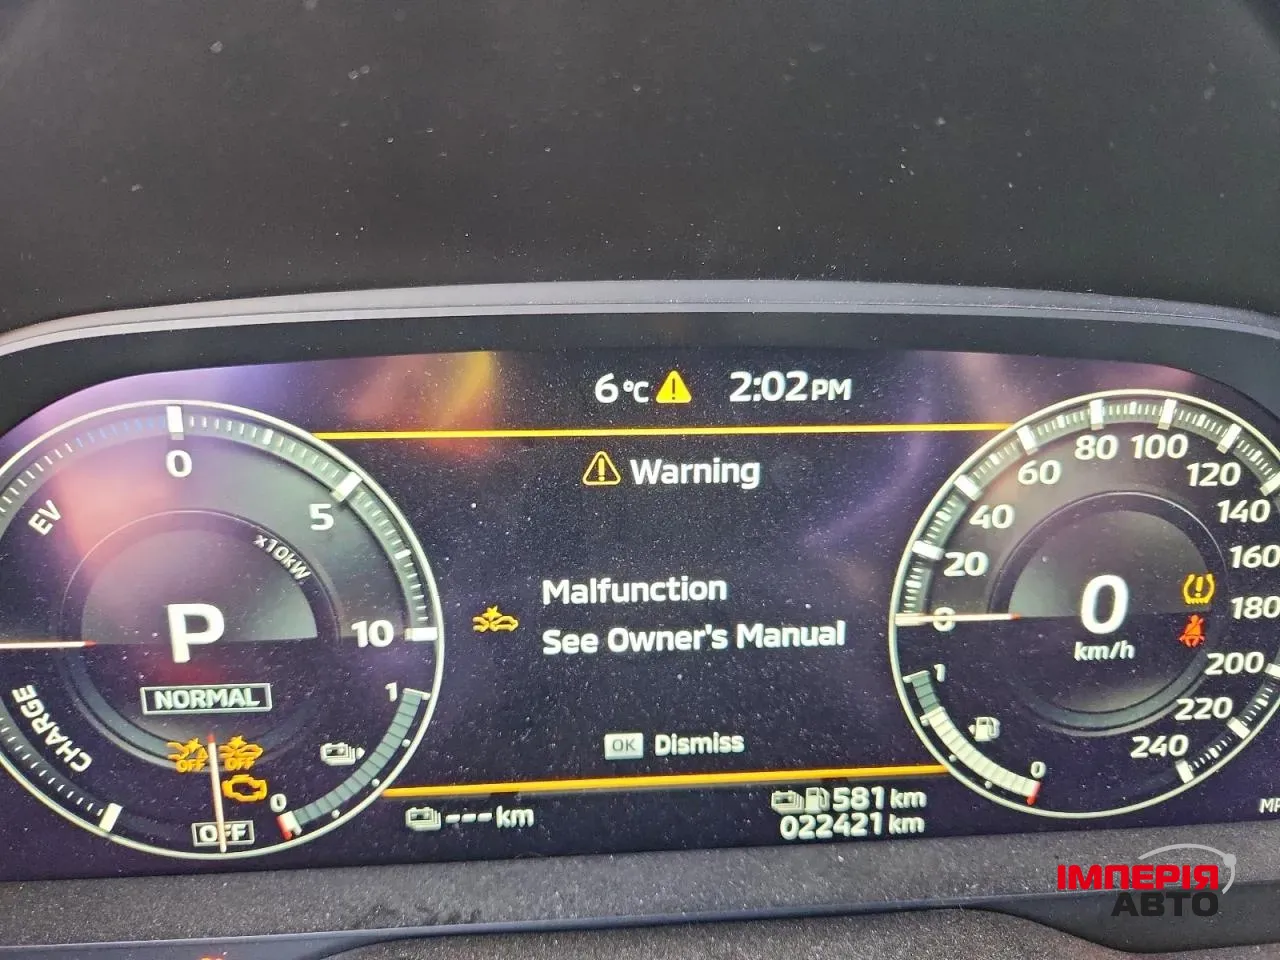 6°C 2:02PM
Warning
Malfunction
See Owner's Manual
OK Dismiss
EV
0
5
10
x10kW
P
NORMAL
CHARGE
OFF OFF
OFF
1
0
--- km
581 km
022421 km
0
20
40
60
80
100
120
140
160
180
200
220
240
0
km/h
1
0
ІМПЕРІЯ
АВТО